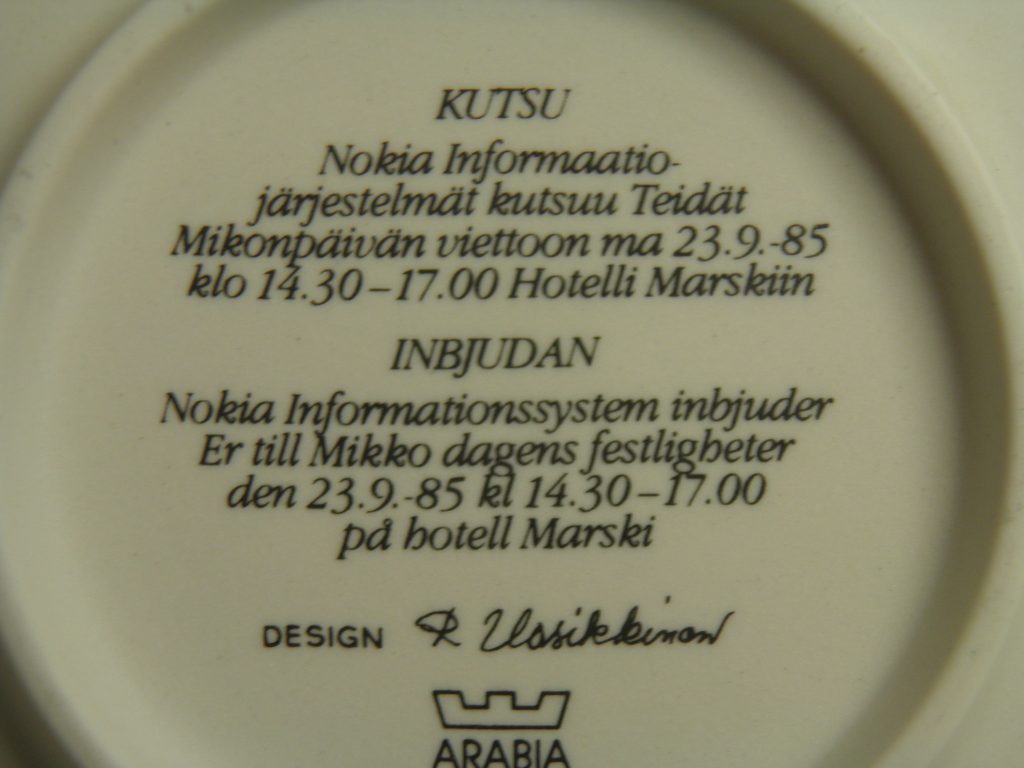 KUTSU
Nokia Informaatio-
järjestelmät kutsuu Teidät
Mikonpäivän viettoon ma 23.9.-85
klo 14.30–17.00 Hotelli Marskiin
INBJUDAN
Nokia Informationssystem inbjuder
Er till Mikko dagens festligheter
den 23.9.-85 kl 14.30–17.00
på hotell Marski
DESIGN R Uosikkinen
ARABIA